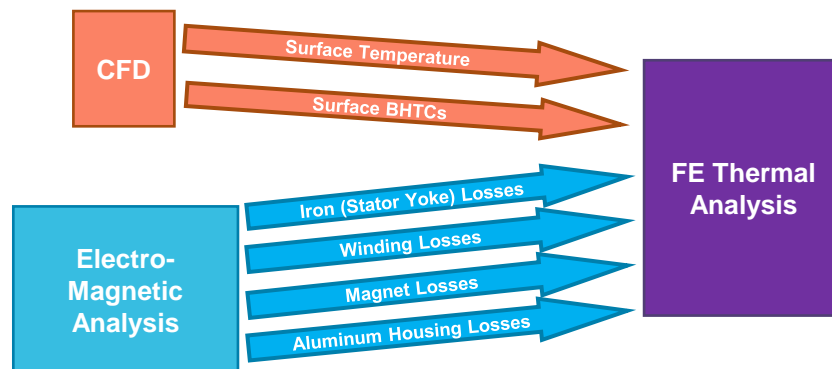 CFD
Surface Temperature
Surface BHTCs
Electro-
Magnetic
Analysis
Iron (Stator Yoke) Losses
Winding Losses
Magnet Losses
Aluminum Housing Losses
FE Thermal
Analysis